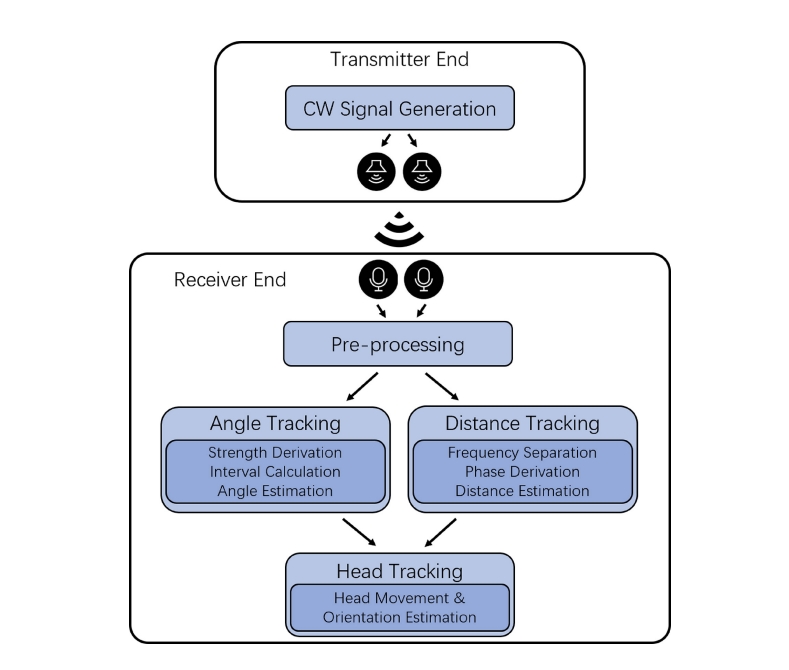 Transmitter End
CW Signal Generation
Receiver End
Pre-processing
Angle Tracking
Strength Derivation
Interval Calculation
Angle Estimation
Distance Tracking
Frequency Separation
Phase Derivation
Distance Estimation
Head Tracking
Head Movement &
Orientation Estimation